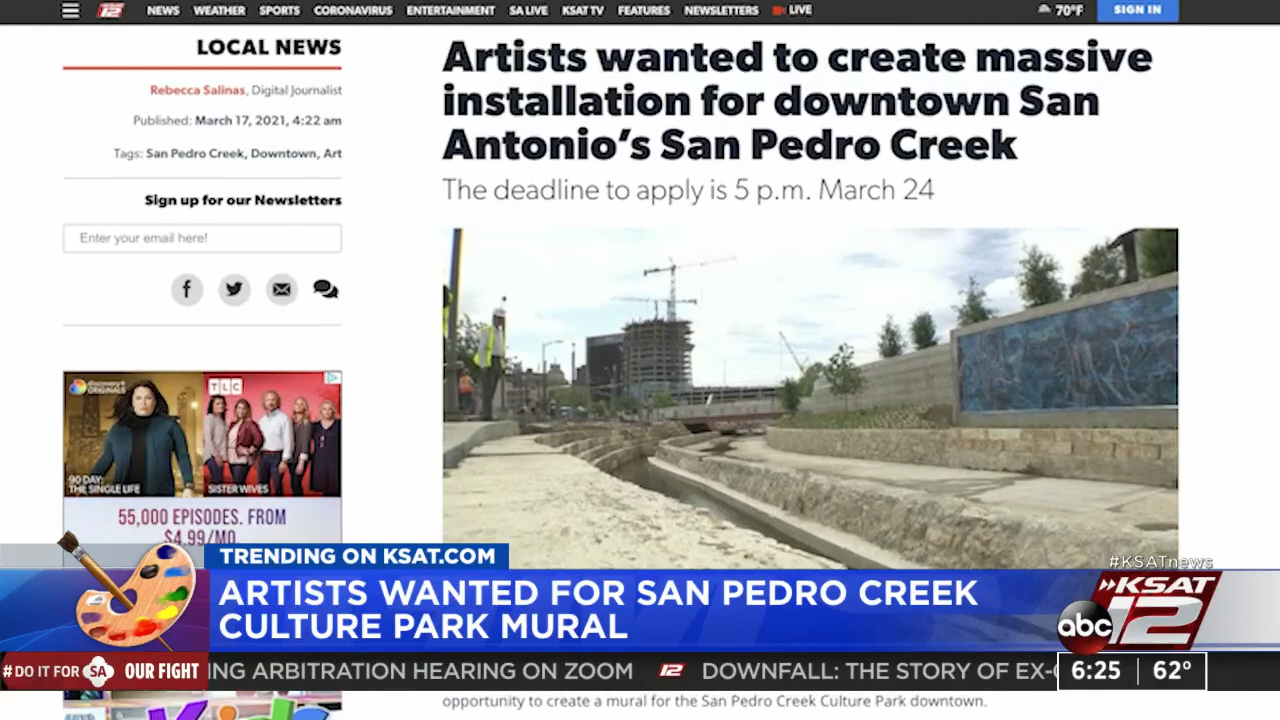 12
NEWS
WEATHER
SPORTS
CORONAVIRUS
ENTERTAINMENT
SA LIVE
KSAT TV
FEATURES
NEWSLETTERS
LIVE
70°F
SIGN IN
LOCAL NEWS
Rebecca Salinas, Digital Journalist
Published: March 17, 2021, 4:22 am
Tags: San Pedro Creek, Downtown, Art
Sign up for our Newsletters
Enter your email here!
Artists wanted to create massive
installation for downtown San
Antonio's San Pedro Creek
The deadline to apply is 5 p.m. March 24
discovery+
ORIGINALS
TLC
90 DAY:
THE SINGLE LIFE
SISTER WIVES
55,000 EPISODES. FROM
$4.99/MO.
TRENDING ON KSAT.COM
ARTISTS WANTED FOR SAN PEDRO CREEK
CULTURE PARK MURAL
#KSATnews
KSAT
abc 12
#DO IT FOR SA OUR FIGHT
ING ARBITRATION HEARING ON ZOOM 12 DOWNFALL: THE STORY OF EX-
6:25 62°
opportunity to create a mural for the San Pedro Creek Culture Park downtown.